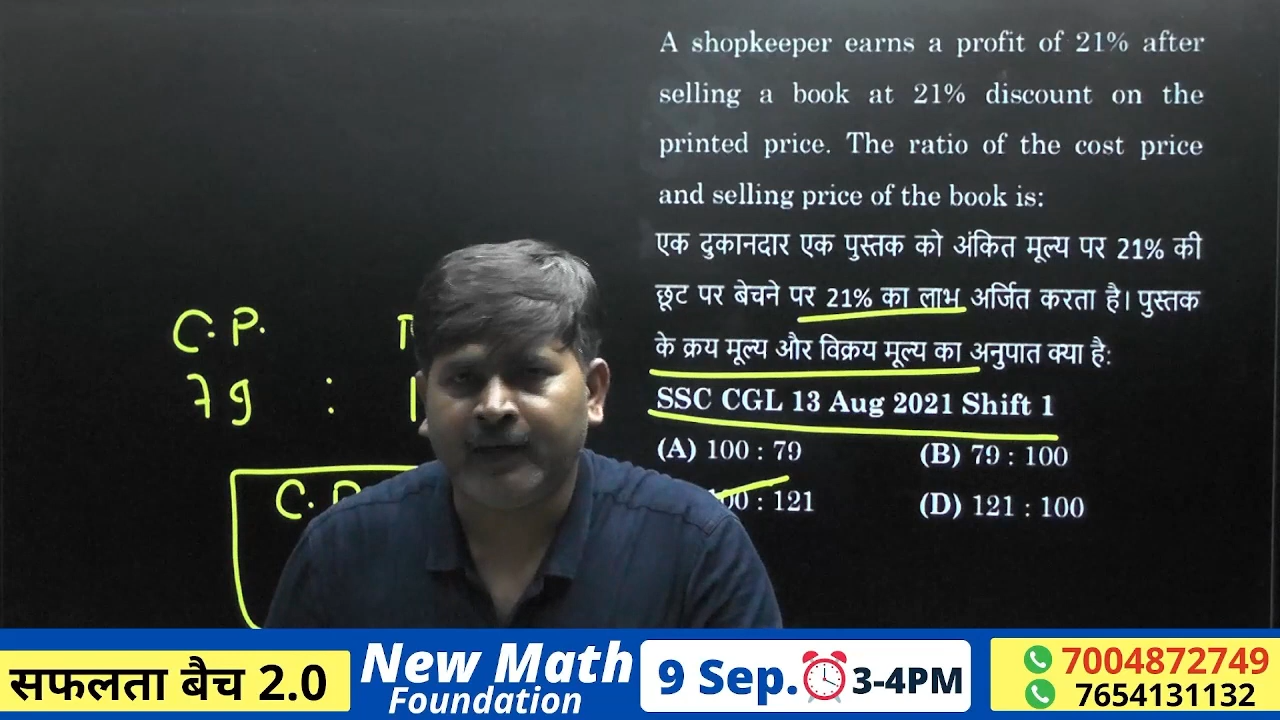 A shopkeeper earns a profit of 21% after
selling a book at 21% discount on the
printed price. The ratio of the cost price
and selling price of the book is:
एक दुकानदार एक पुस्तक को अंकित मूल्य पर 21% की
छूट पर बेचने पर 21% का लाभ अर्जित करता है। पुस्तक
के क्रय मूल्य और विक्रय मूल्य का अनुपात क्या है:
SSC CGL 13 Aug 2021 Shift 1
(A) 100 : 79 (B) 79 : 100
100 : 121 (D) 121 : 100
C.P.
79 : 1
C.P.
सफलता बैच 2.0
New Math
Foundation
9 Sep. 3-4PM
7004872749
7654131132